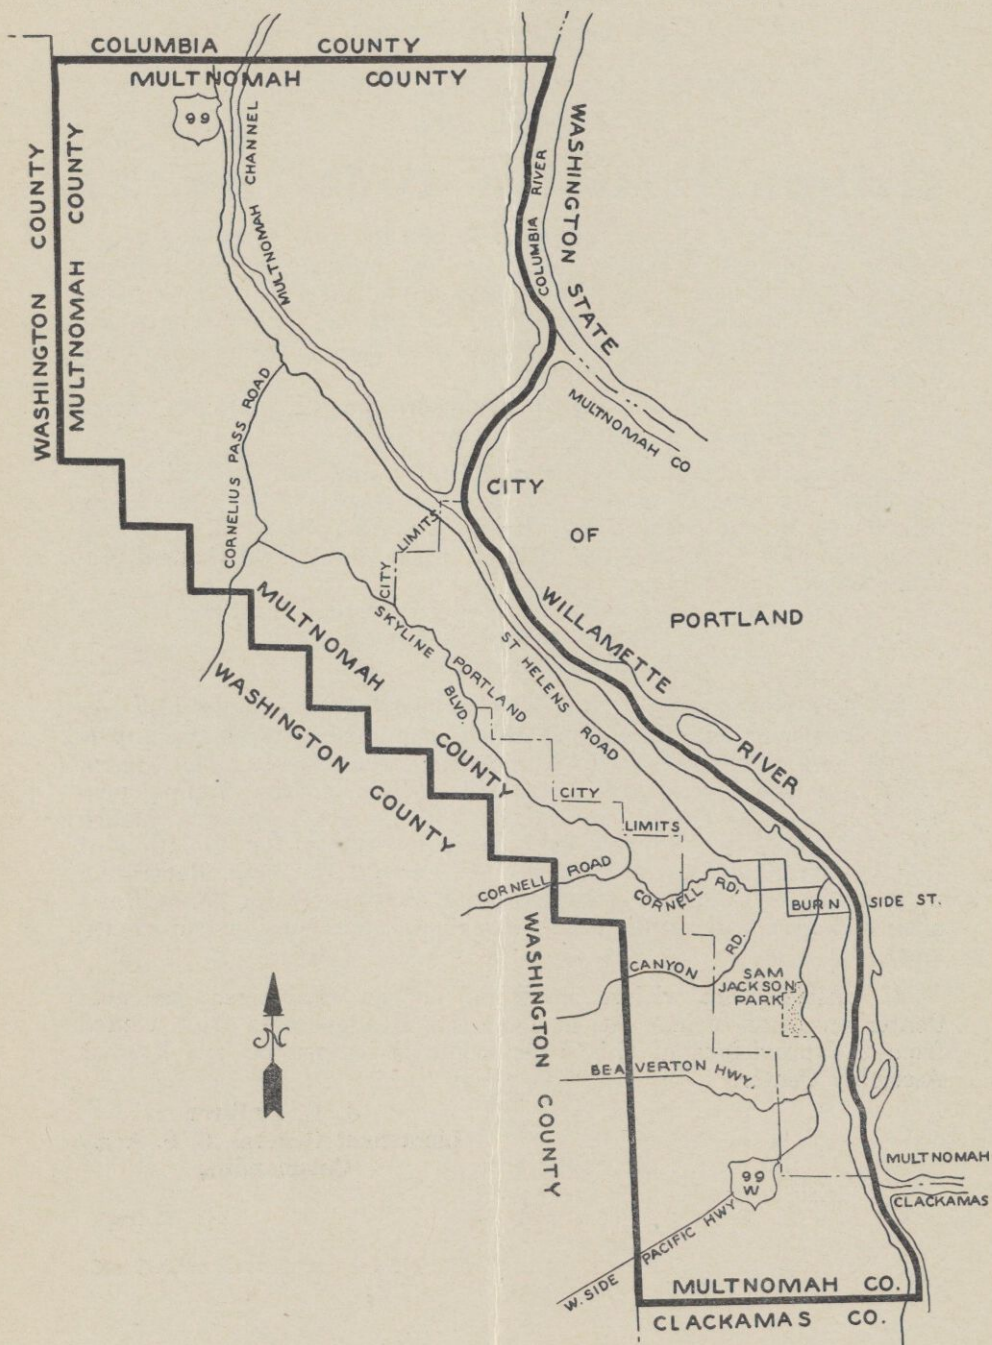 COLUMBIA COUNTY
MULTNOMAH COUNTY
99
MULTNOMAH CHANNEL
WASHINGTON COUNTY
MULTNOMAH COUNTY
COLUMBIA RIVER
WASHINGTON STATE
MULTNOMAH CO
CORNELIUS PASS ROAD
CITY
OF
PORTLAND
CITY LIMITS
WILLAMETTE RIVER
MULTNOMAH COUNTY
WASHINGTON COUNTY
SKYLINE BLVD.
PORTLAND
ST HELENS ROAD
CITY
LIMITS
CORNELL ROAD
CORNELL RD.
BURNSIDE ST.
WASHINGTON COUNTY
CANYON RD.
SAM
JACKSON
PARK
BEAVERTON HWY.
99
W
W. SIDE PACIFIC HWY
MULTNOMAH
CLACKAMAS
MULTNOMAH CO.
CLACKAMAS CO.